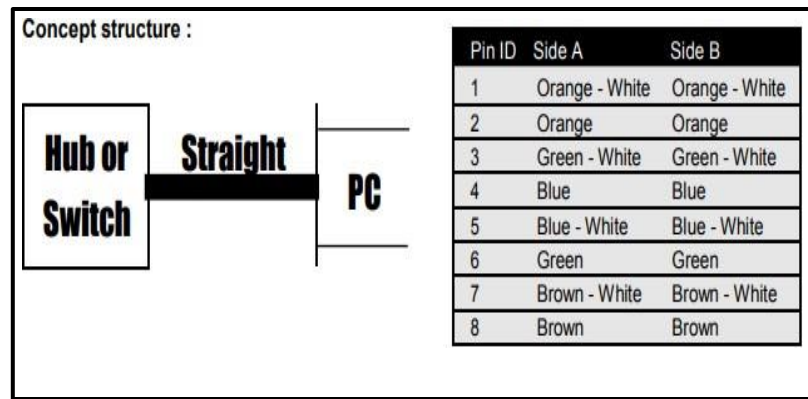 Concept structure :
Hub or
Switch
Straight
PC
Pin ID Side A Side B
1 Orange - White Orange - White
2 Orange Orange
3 Green - White Green - White
4 Blue Blue
5 Blue - White Blue - White
6 Green Green
7 Brown - White Brown - White
8 Brown Brown